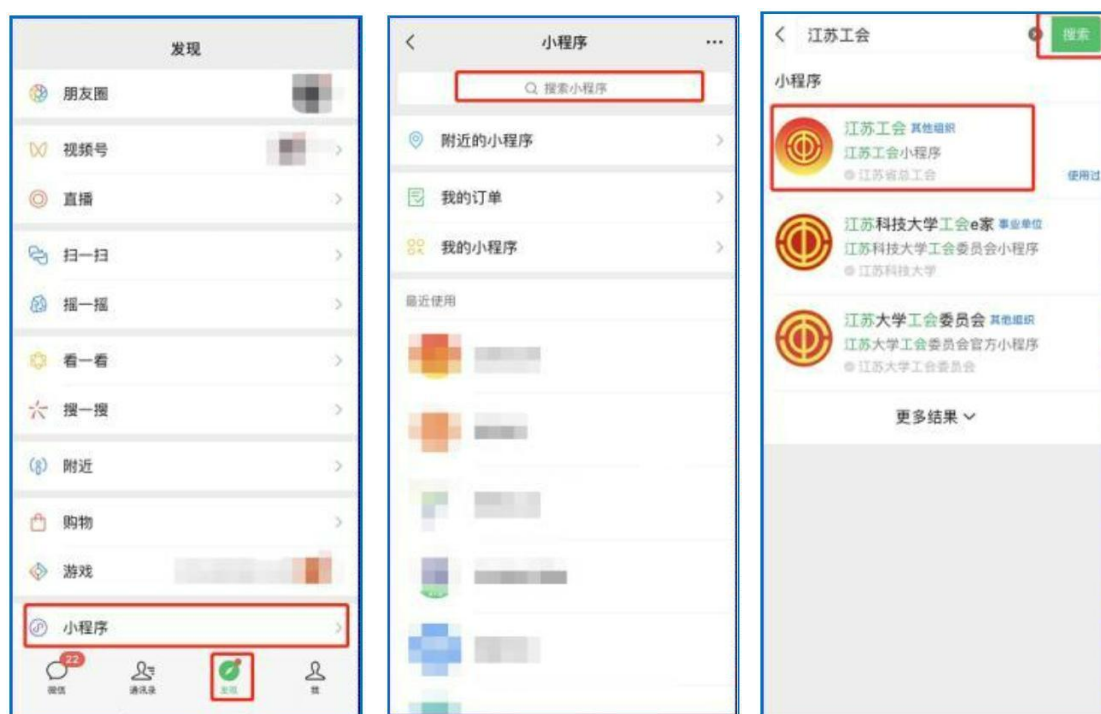 发现
朋友圈
视频号
直播
扫一扫
摇一摇
看一看
搜一搜
附近
购物
游戏
小程序
22
微信
通讯录
发现
我
小程序
搜索小程序
附近的小程序
我的订单
我的小程序
最近使用
江苏工会
搜索
小程序
江苏工会 其他组织
江苏工会小程序
江苏省总工会
使用过
江苏科技大学工会e家 事业单位
江苏科技大学工会委员会小程序
江苏科技大学
江苏大学工会委员会 其他组织
江苏大学工会委员会官方小程序
江苏大学工会委员会
更多结果